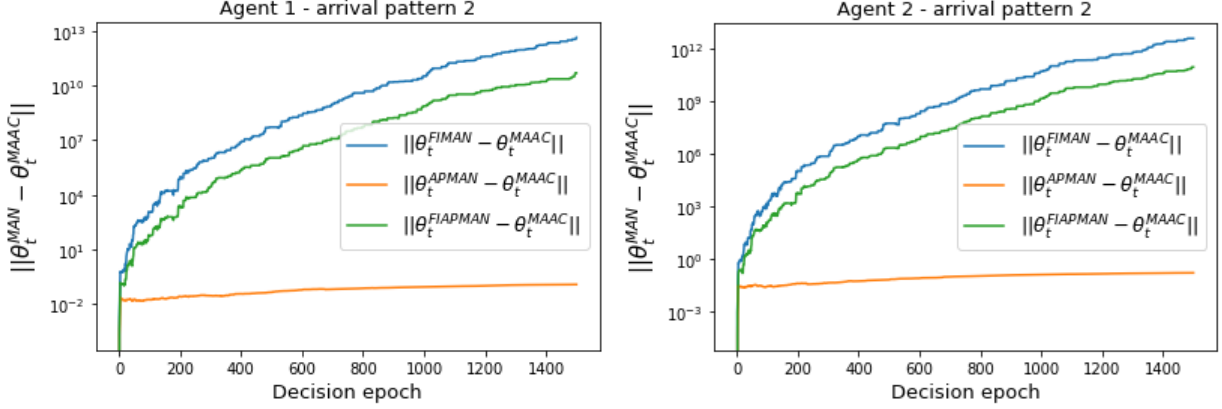 Agent 1 - arrival pattern 2
||θ_t^{MAN} − θ_t^{MAAC}||
10^{13}
10^{10}
10^7
10^4
10^1
10^{−2}
||θ_t^{FIMAN} − θ_t^{MAAC}||
||θ_t^{APMAN} − θ_t^{MAAC}||
||θ_t^{FIAPMAN} − θ_t^{MAAC}||
0 200 400 600 800 1000 1200 1400
Decision epoch
Agent 2 - arrival pattern 2
||θ_t^{MAN} − θ_t^{MAAC}||
10^{12}
10^9
10^6
10^3
10^0
10^{−3}
||θ_t^{FIMAN} − θ_t^{MAAC}||
||θ_t^{APMAN} − θ_t^{MAAC}||
||θ_t^{FIAPMAN} − θ_t^{MAAC}||
0 200 400 600 800 1000 1200 1400
Decision epoch